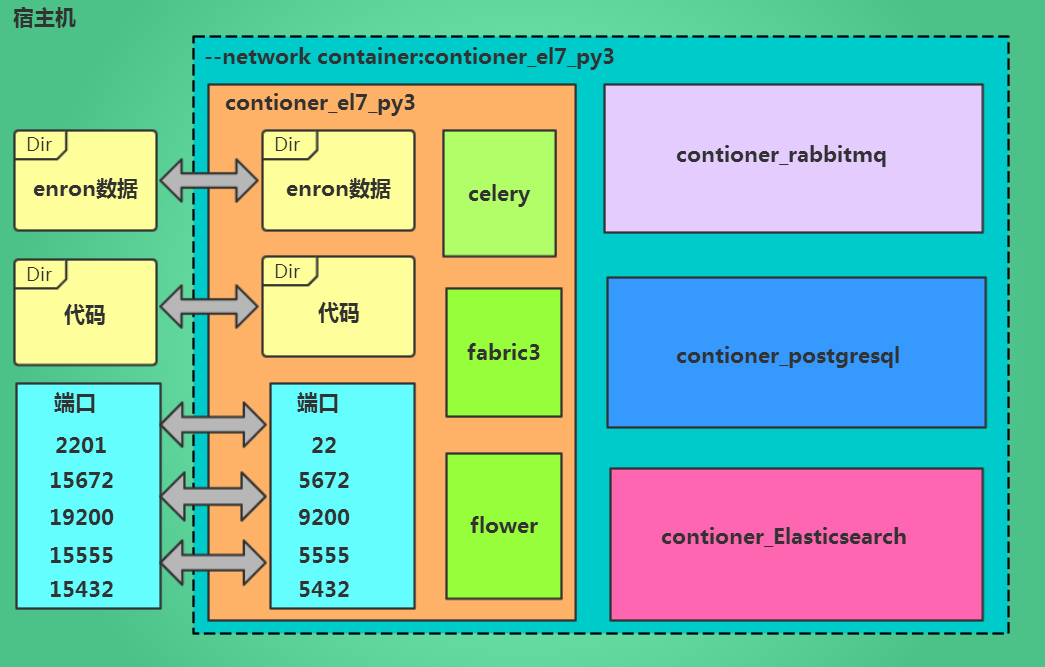 宿主机
--network container:contioner_el7_py3
contioner_el7_py3
Dir
enron数据
Dir
enron数据
celery
contioner_rabbitmq
Dir
代码
Dir
代码
fabric3
contioner_postgresql
端口
2201
15672
19200
15555
15432
端口
22
5672
9200
5555
5432
flower
contioner_Elasticsearch